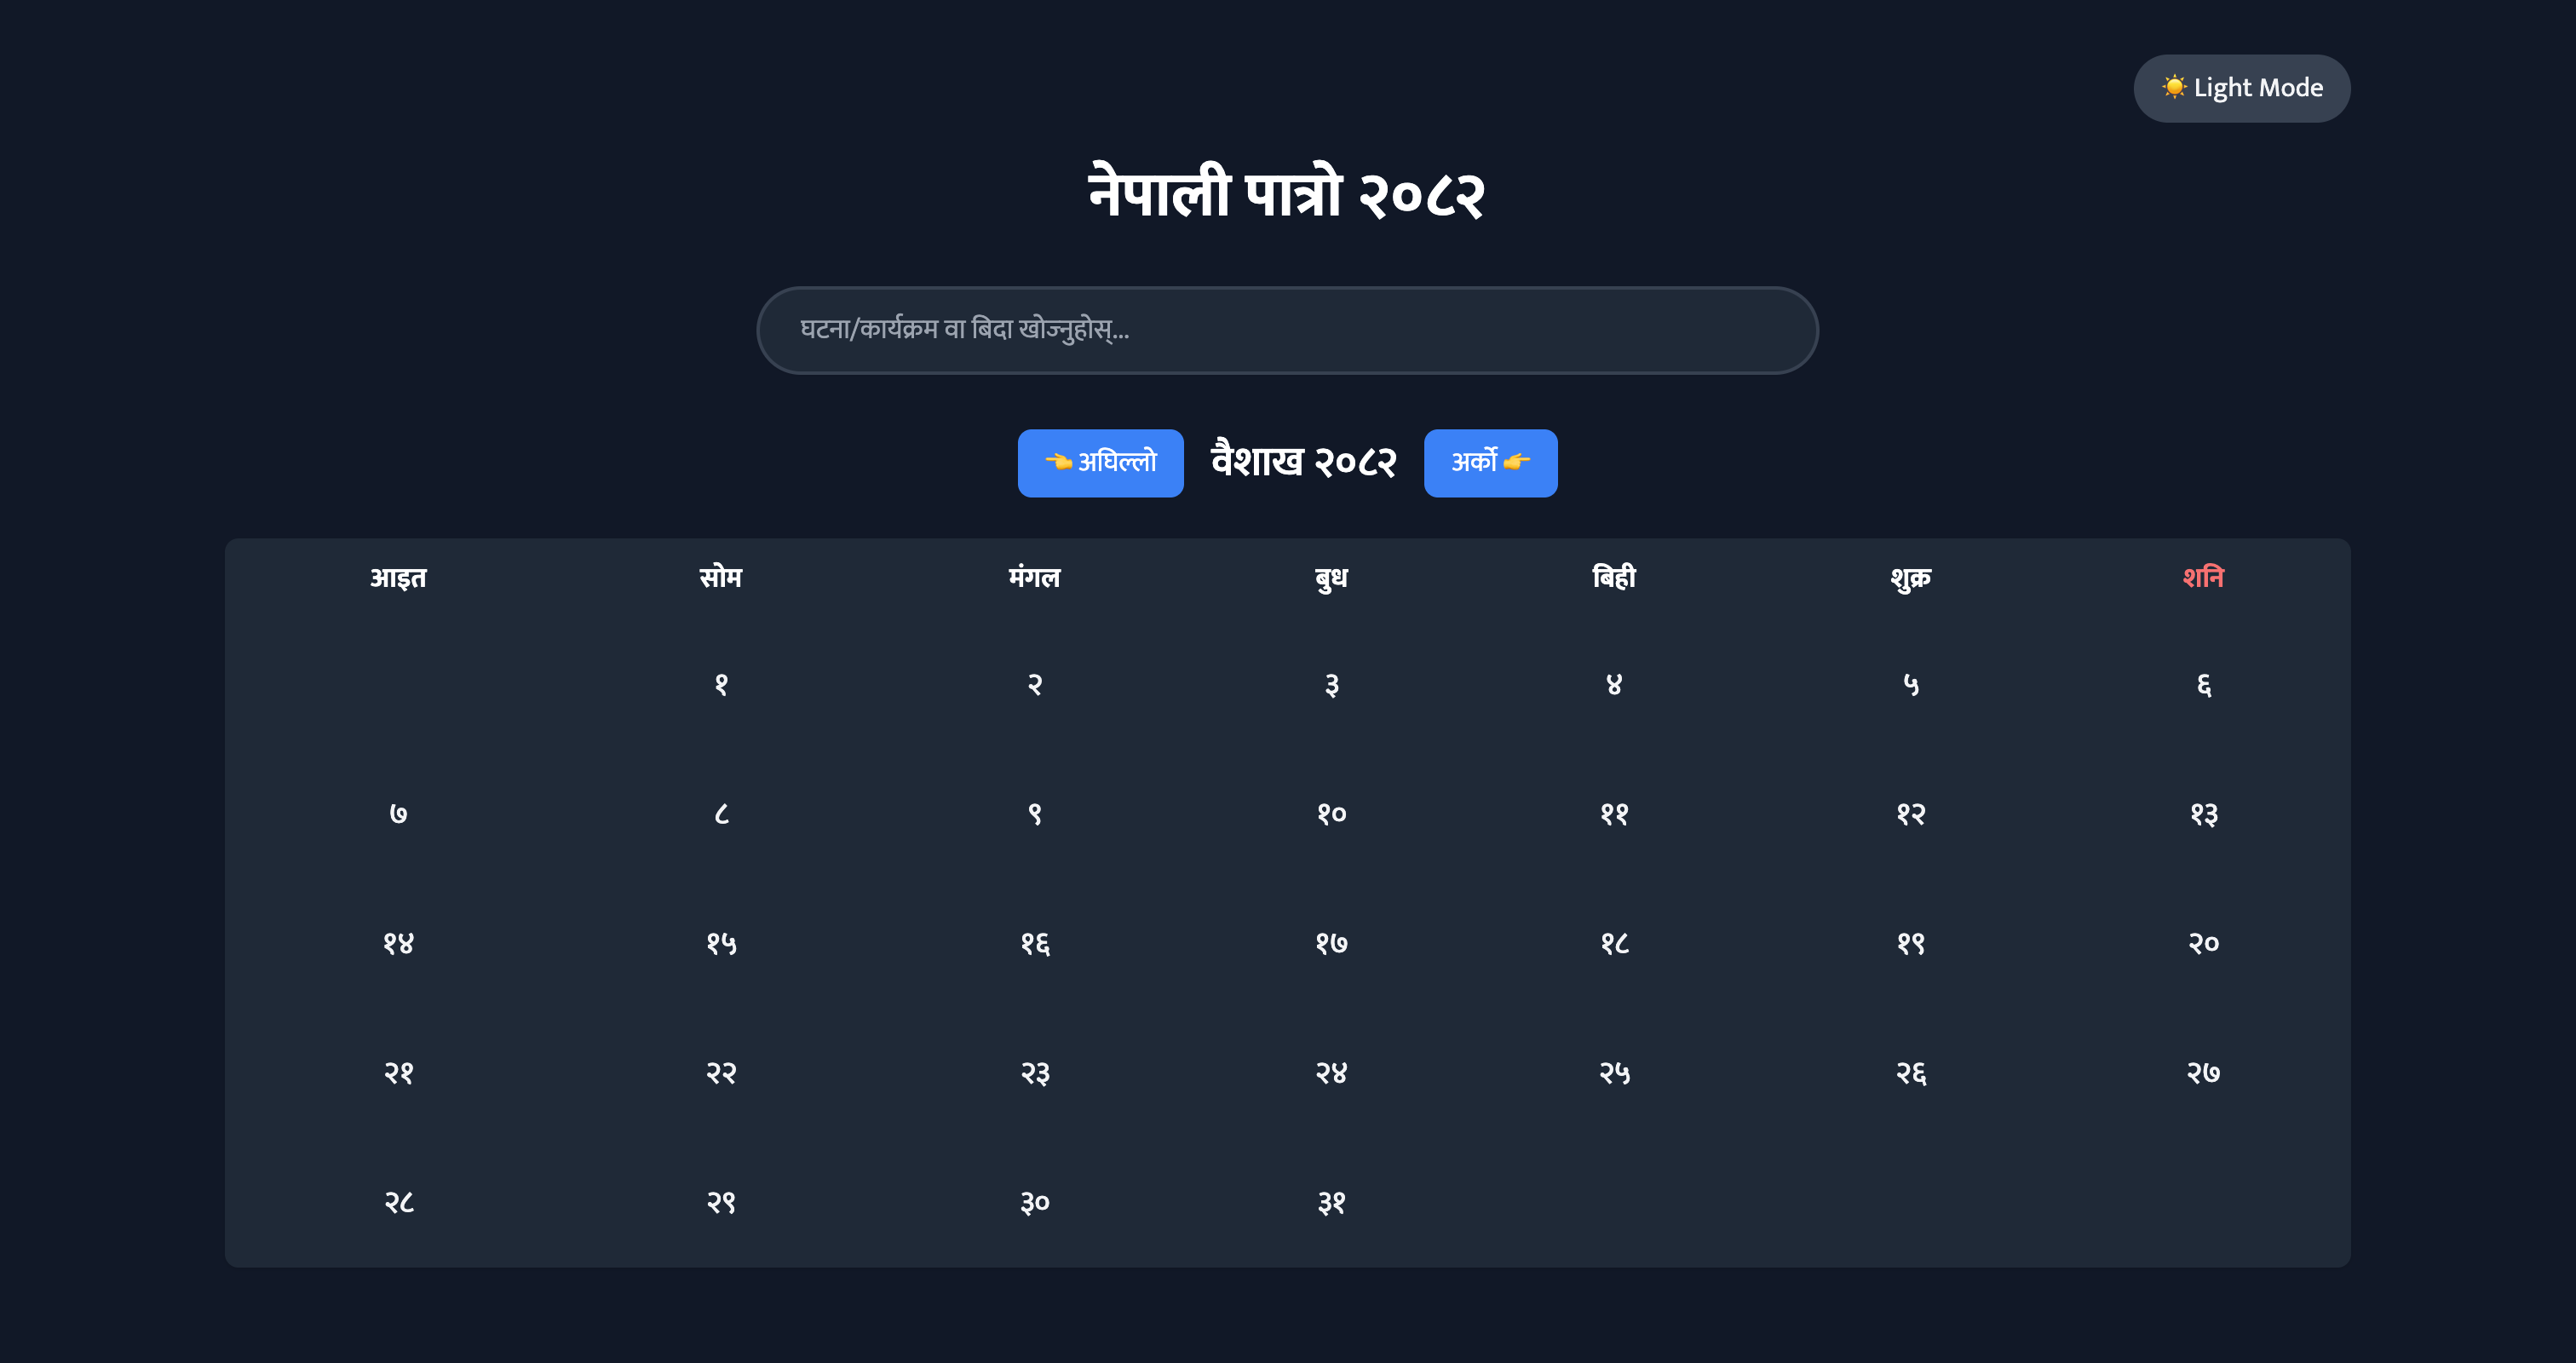 ☀️ Light Mode
नेपाली पात्रो २०८२
घटना/कार्यक्रम वा बिदा खोज्नुहोस्...
👈 अघिल्लो वैशाख २०८२ अर्को 👉
आइत सोम मंगल बुध बिही शुक्र शनि
१ २ ३ ४ ५ ६
७ ८ ९ १० ११ १२ १३
१४ १५ १६ १७ १८ १९ २०
२१ २२ २३ २४ २५ २६ २७
२८ २९ ३० ३१